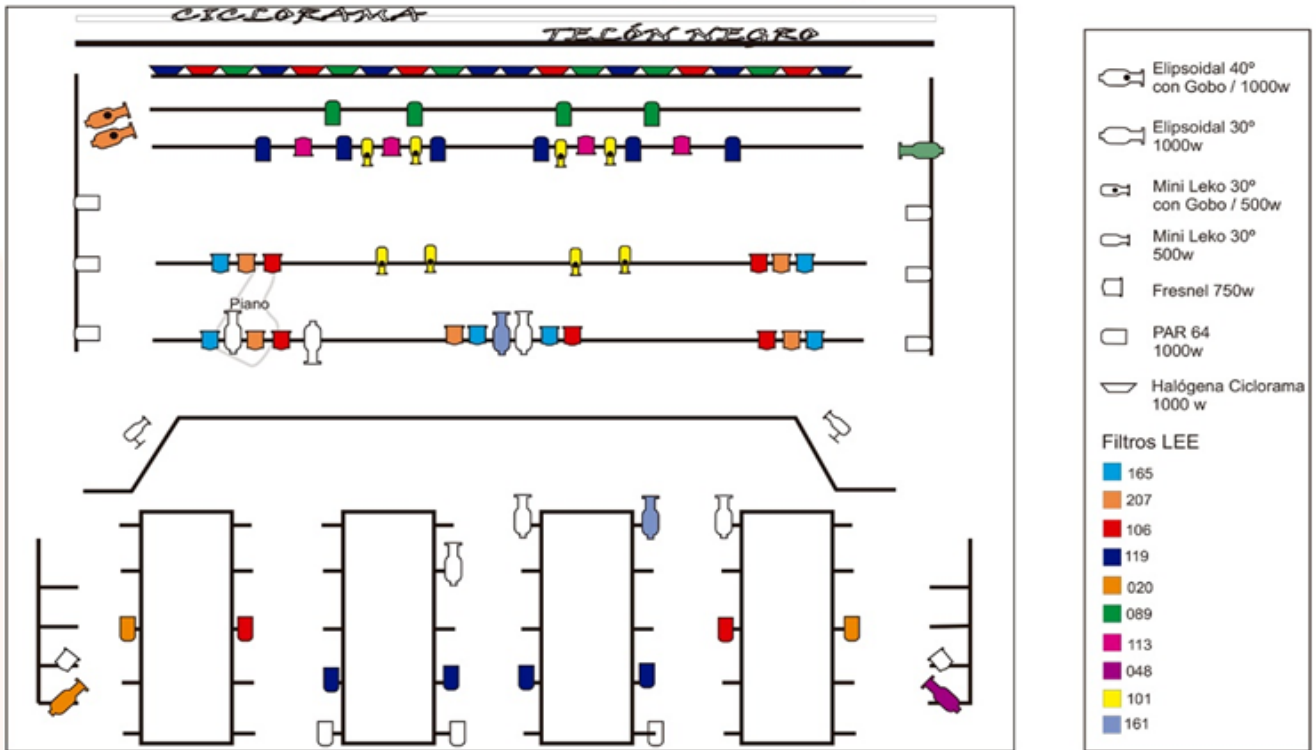 CICLORAMA
TELÓN NEGRO
Piano
Elipsoidal 40º
con Gobo / 1000w
Elipsoidal 30º
1000w
Mini Leko 30º
con Gobo / 500w
Mini Leko 30º
500w
Fresnel 750w
PAR 64
1000w
Halógena Ciclorama
1000 w
Filtros LEE
165
207
106
119
020
089
113
048
101
161